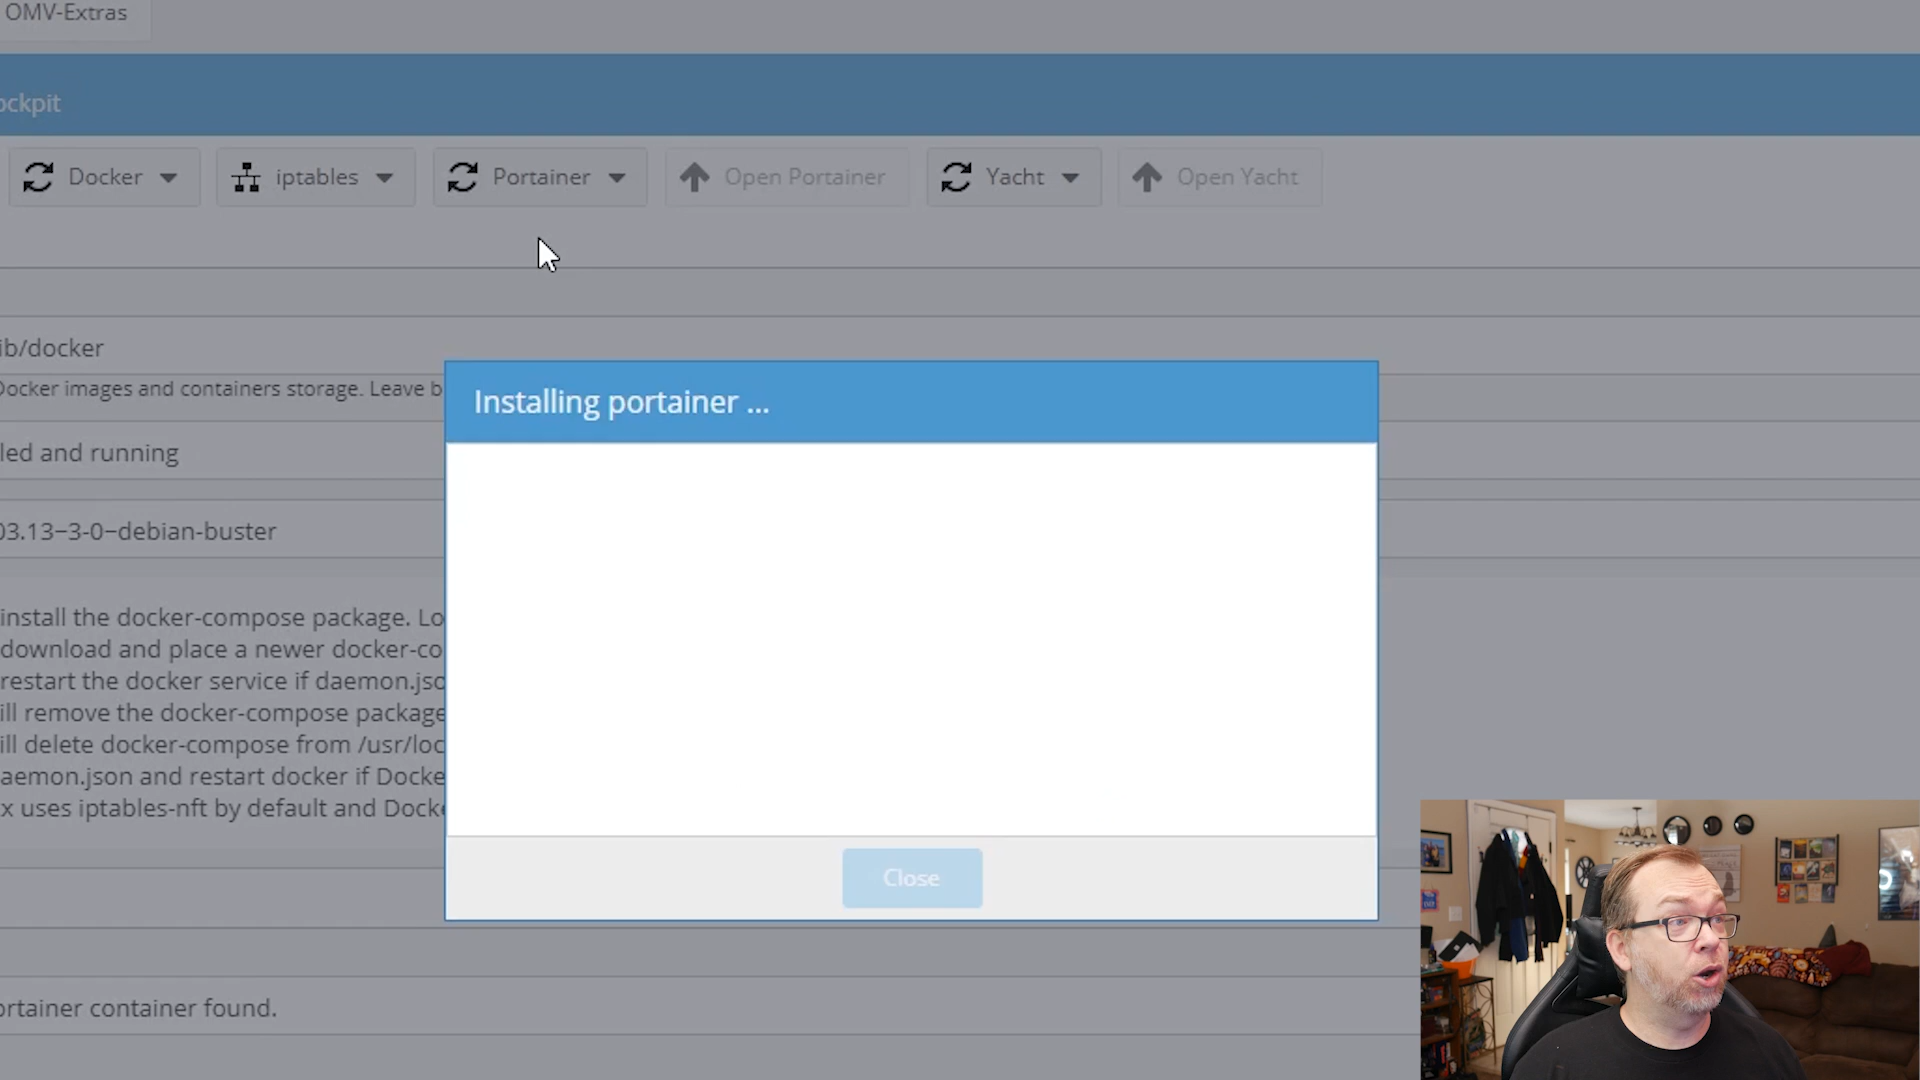 OMV-Extras
ockpit
Docker
iptables
Portainer
Open Portainer
Yacht
Open Yacht
ib/docker
Docker images and containers storage. Leave b
led and running
03.13~3-0~debian-buster
install the docker-compose package. Lo
download and place a newer docker-co
restart the docker service if daemon.jso
ill remove the docker-compose package
ill delete docker-compose from /usr/loc
aemon.json and restart docker if Docke
x uses iptables-nft by default and Docke
ortainer container found.
Installing portainer ...
Close